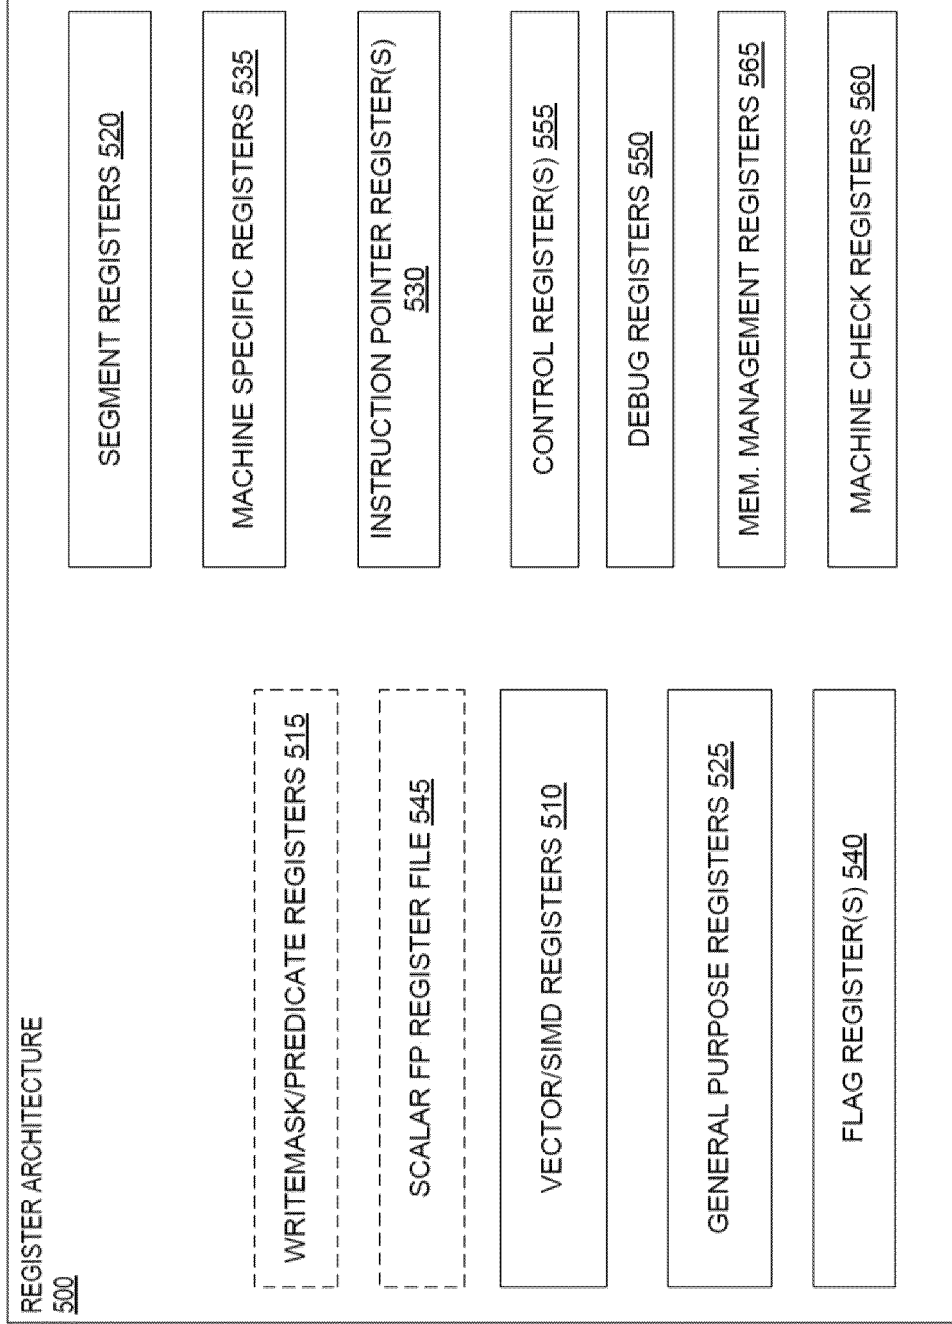 REGISTER ARCHITECTURE
500
WRITEMASK/PREDICATE REGISTERS 515
SCALAR FP REGISTER FILE 545
VECTOR/SIMD REGISTERS 510
GENERAL PURPOSE REGISTERS 525
FLAG REGISTER(S) 540
SEGMENT REGISTERS 520
MACHINE SPECIFIC REGISTERS 535
INSTRUCTION POINTER REGISTER(S)
530
CONTROL REGISTER(S) 555
DEBUG REGISTERS 550
MEM. MANAGEMENT REGISTERS 565
MACHINE CHECK REGISTERS 560